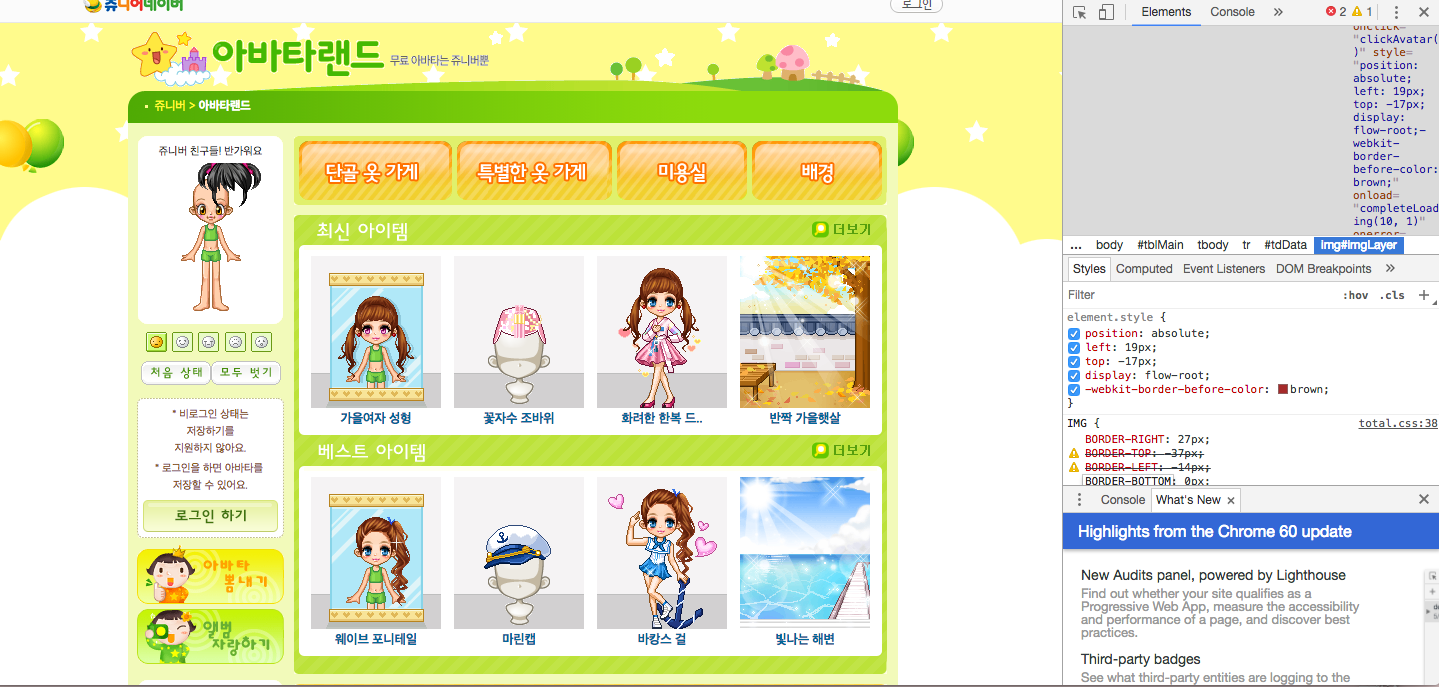 쥬니어네이버
로그인
아바타랜드
무료 아바타는 쥬니버뿐
쥬니버 > 아바타랜드
쥬니버 친구들! 반가워요
처음 상태
모두 벗기
* 비로그인 상태는
저장하기를
지원하지 않아요.
* 로그인을 하면 아바타를
저장할 수 있어요.
로그인 하기
아바타
뽐내기
앨범
자랑하기
단골 옷 가게
특별한 옷 가게
미용실
배경
최신 아이템
더보기
가을여자 성형
꽃자수 조바위
화려한 한복 드..
반짝 가을햇살
베스트 아이템
더보기
웨이브 포니테일
마린캡
바캉스 걸
빛나는 해변
Elements
Console
2
1
onclick=
"clickAvatar(
)" style=
"position:
absolute;
left: 19px;
top: -17px;
display:
flow-root;-
webkit-
border-
before-color:
brown;"
onload=
"completeLoad
ing(10, 1)"
onerror=
...
body
#tblMain
tbody
tr
#tdData
Img#ImgLayer
Styles
Computed
Event Listeners
DOM Breakpoints
Filter
:hov
.cls
element.style {
position: absolute;
left: 19px;
top: -17px;
display: flow-root;
-webkit-border-before-color: brown;
}
IMG {
total.css:38
BORDER-RIGHT: 27px;
BORDER-TOP: -37px;
BORDER-LEFT: -14px;
BORDER-BOTTOM: 0px;
Console
What's New
Highlights from the Chrome 60 update
New Audits panel, powered by Lighthouse
Find out whether your site qualifies as a
Progressive Web App, measure the accessibility
and performance of a page, and discover best
practices.
Third-party badges
See what third-party entities are logging to the